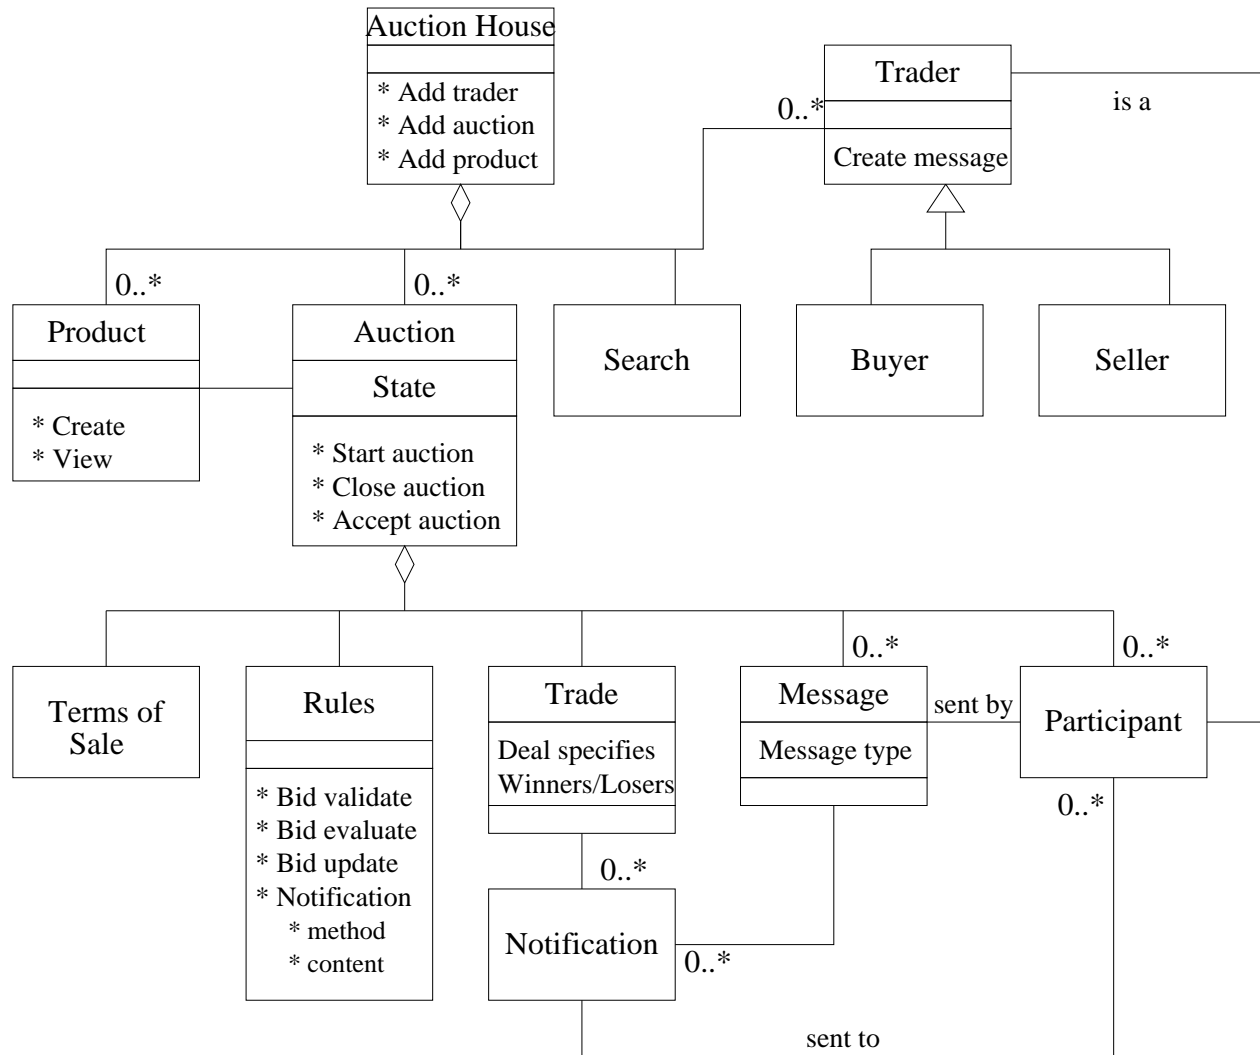 Auction House
* Add trader
* Add auction
* Add product
Trader
Create message
is a
0..*
0..*
0..*
Product
* Create
* View
Auction
State
* Start auction
* Close auction
* Accept auction
Search
Buyer
Seller
0..*
0..*
Terms of
Sale
Rules
* Bid validate
* Bid evaluate
* Bid update
* Notification
* method
* content
Trade
Deal specifies
Winners/Losers
Message
Message type
sent by
Participant
0..*
0..*
Notification
0..*
sent to